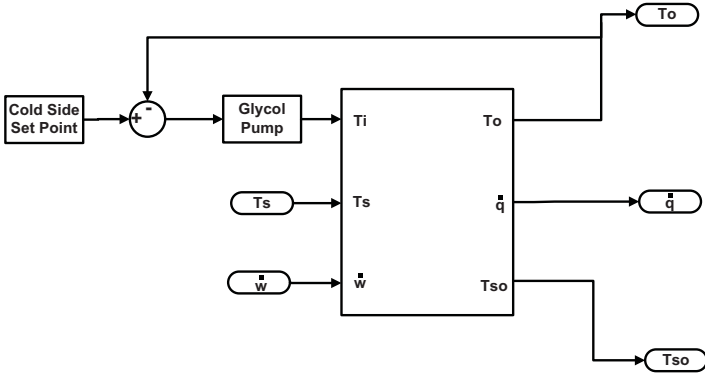 To
Cold Side
Set Point
-
+
Glycol
Pump
Ti
To
Ts
Ts
q̇
q̇
ẇ
ẇ
Tso
Tso